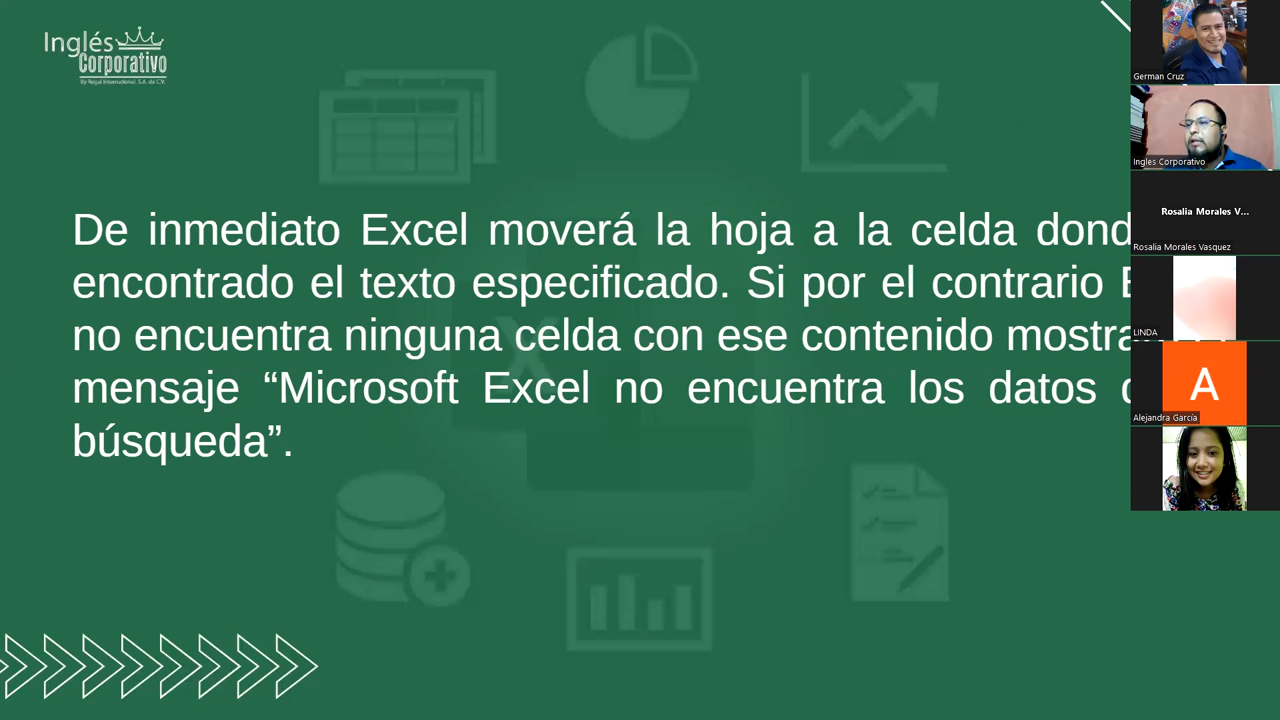 Inglés
Corporativo
By Regal International, S.A. de C.V.
De inmediato Excel moverá la hoja a la celda dond
encontrado el texto especificado. Si por el contrario
no encuentra ninguna celda con ese contenido mostra
mensaje “Microsoft Excel no encuentra los datos
búsqueda”.
German Cruz
Ingles Corporativo
Rosalia Morales V...
Rosalia Morales Vasquez
LINDA
A
Alejandra García